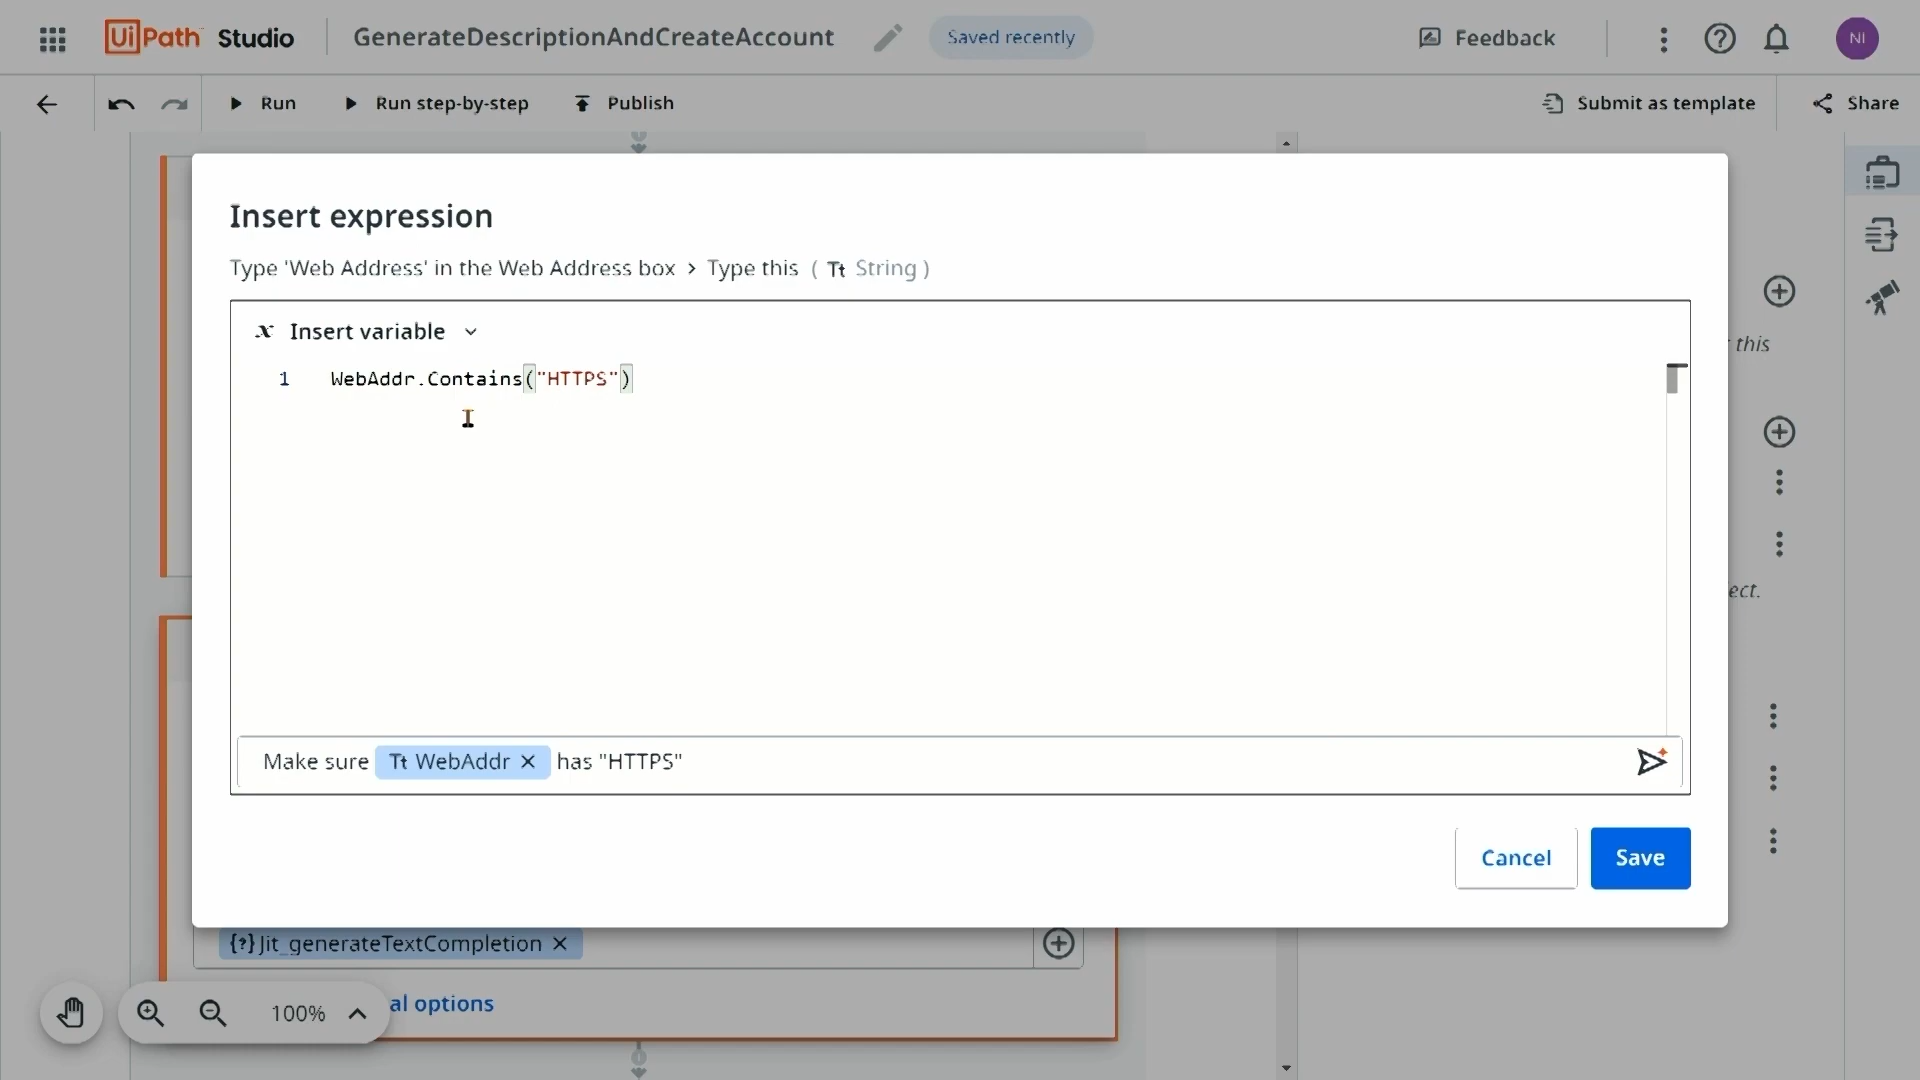 UiPath Studio GenerateDescriptionAndCreateAccount Saved recently Feedback NI
Run Run step-by-step Publish Submit as template Share
Insert expression
Type 'Web Address' in the Web Address box > Type this ( Tt String )
x Insert variable
this
1 WebAddr.Contains("HTTPS")
ect.
Make sure Tt WebAddr × has "HTTPS"
Cancel Save
{?} Jit_generateTextCompletion ×
al options
100%